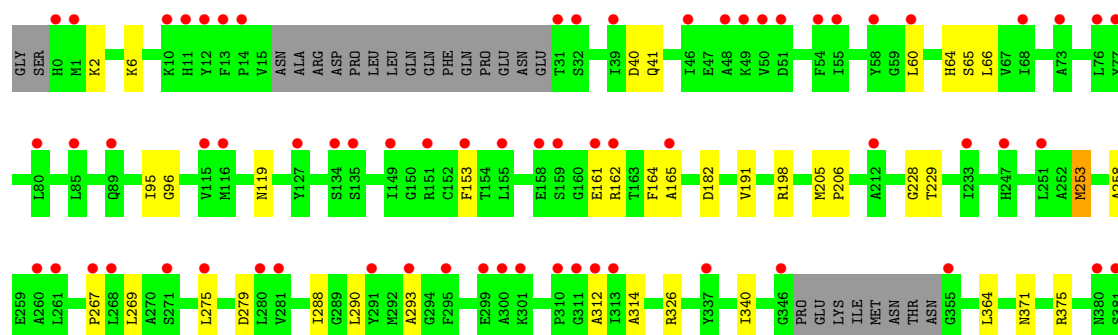 GLY SER H0 M1 K2 K6 K10 H11 Y12 F13 P14 V15 ASN ALA ARG ASP PRO LEU LEU GLN GLN PHE GLN PRO GLU ASN GLU T31 S32 I39 D40 Q41 I46 E47 A48 K49 V50 D51 F54 I55 Y58 G59 L60 H64 S65 L66 V67 I68 A73 L76 Y77
L80 L85 Q89 I95 G96 V115 M116 N119 Y127 S134 S135 I149 G150 R151 C152 F153 T154 L155 E158 S159 G160 E161 R162 T163 F164 A165 D182 V191 R198 M205 P206 A212 G228 T229 I233 H247 L251 A252 M253 A258
E259 A260 L261 P267 L268 L269 A270 S271 L275 D279 L280 V281 I288 G289 L290 Y291 M292 A293 G294 F295 E299 A300 K301 P310 G311 A312 I313 A314 R326 Y337 I340 G346 PRO GLU LYS ILE MET ASN THR ASN G355 L364 N371 R375 N380